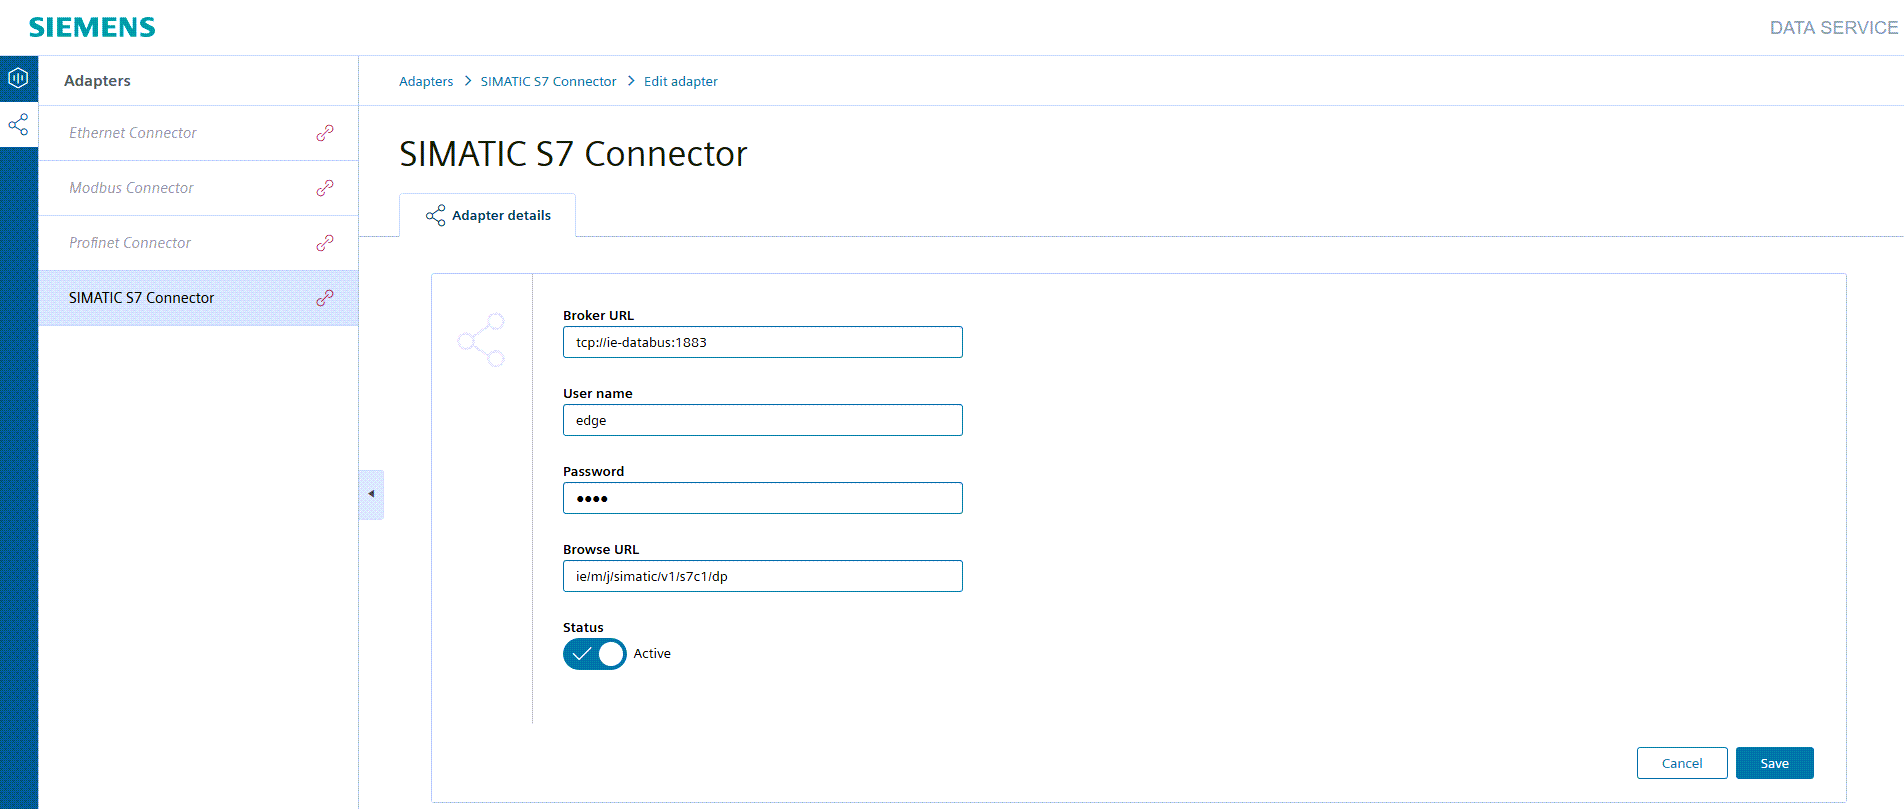 SIEMENS
DATA SERVICE
Adapters
Adapters > SIMATIC S7 Connector > Edit adapter
Ethernet Connector
Modbus Connector
Profinet Connector
SIMATIC S7 Connector
SIMATIC S7 Connector
Adapter details
Broker URL
tcp://ie-databus:1883
User name
edge
Password
••••
Browse URL
ie/m/j/simatic/v1/s7c1/dp
Status
Active
Cancel
Save